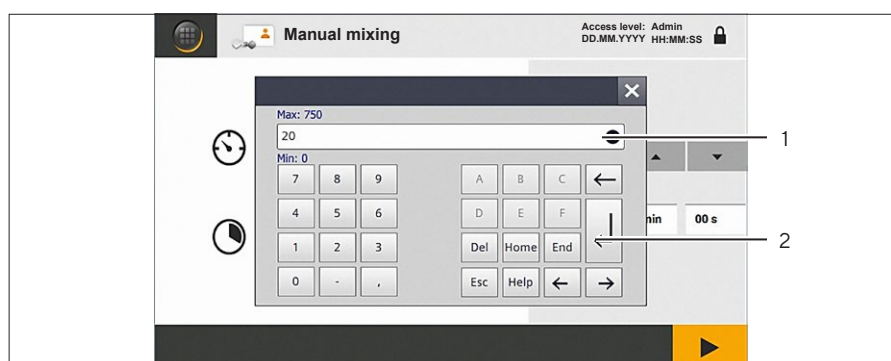 Manual mixing
Access level: Admin
DD.MM.YYYY HH:MM:SS
Max: 750
20
1
Min: 0
7 8 9 A B C
4 5 6 D E F
min 00 s
1 2 3 Del Home End
2
0 - , Esc Help